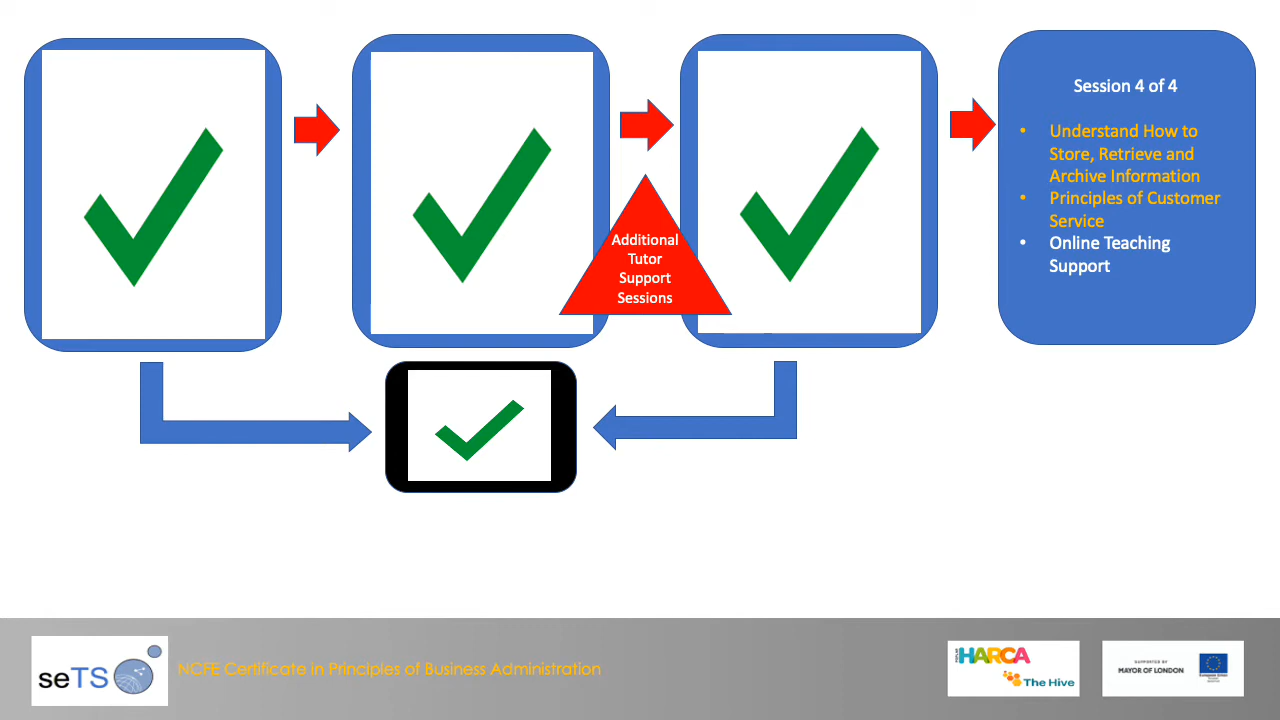 Session 4 of 4
• Understand How to
Store, Retrieve and
Archive Information
• Principles of Customer
Service
• Online Teaching
Support
Additional
Tutor
Support
Sessions
seTS
NCFE Certificate in Principles of Business Administration
HARCA
The Hive
SUPPORTED BY
MAYOR OF LONDON
European Union